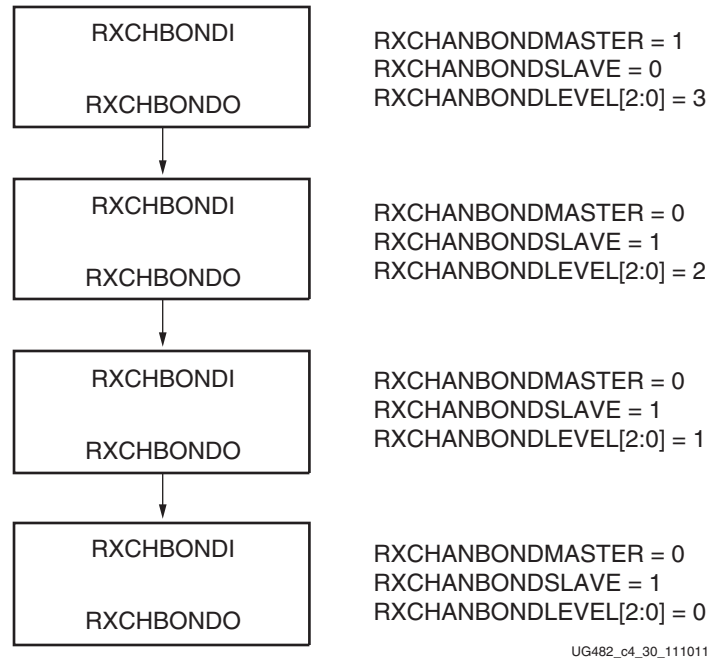 RXCHBONDI
RXCHBONDO
RXCHANBONDMASTER = 1
RXCHANBONDSLAVE = 0
RXCHANBONDLEVEL[2:0] = 3
RXCHBONDI
RXCHBONDO
RXCHANBONDMASTER = 0
RXCHANBONDSLAVE = 1
RXCHANBONDLEVEL[2:0] = 2
RXCHBONDI
RXCHBONDO
RXCHANBONDMASTER = 0
RXCHANBONDSLAVE = 1
RXCHANBONDLEVEL[2:0] = 1
RXCHBONDI
RXCHBONDO
RXCHANBONDMASTER = 0
RXCHANBONDSLAVE = 1
RXCHANBONDLEVEL[2:0] = 0
UG482_c4_30_111011